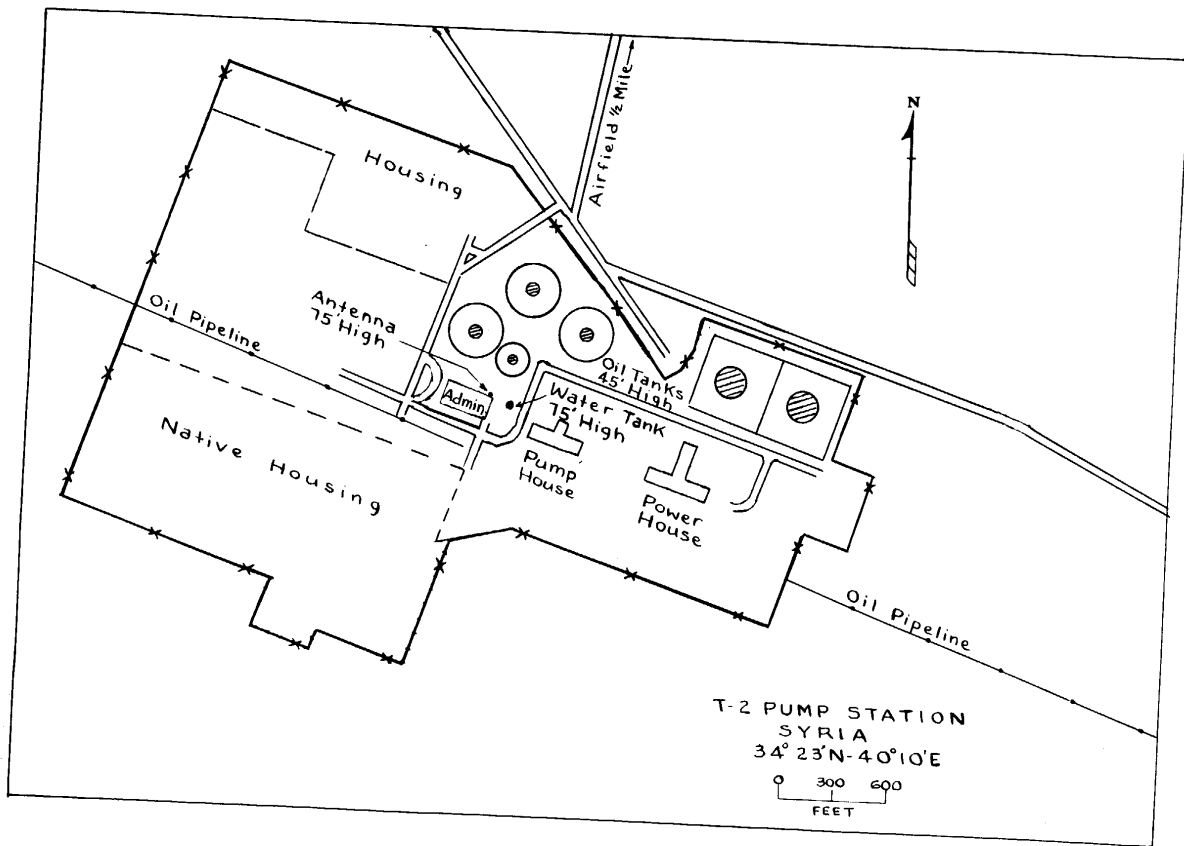 N
Airfield ½ Mile
Housing
Oil Pipeline
Antenna
75' High
Oil Tanks
45' High
Admin.
Water Tank
75' High
Native Housing
Pump
House
Power
House
Oil Pipeline
T-2 PUMP STATION
SYRIA
34° 23'N-40°10'E
0 300 600
FEET